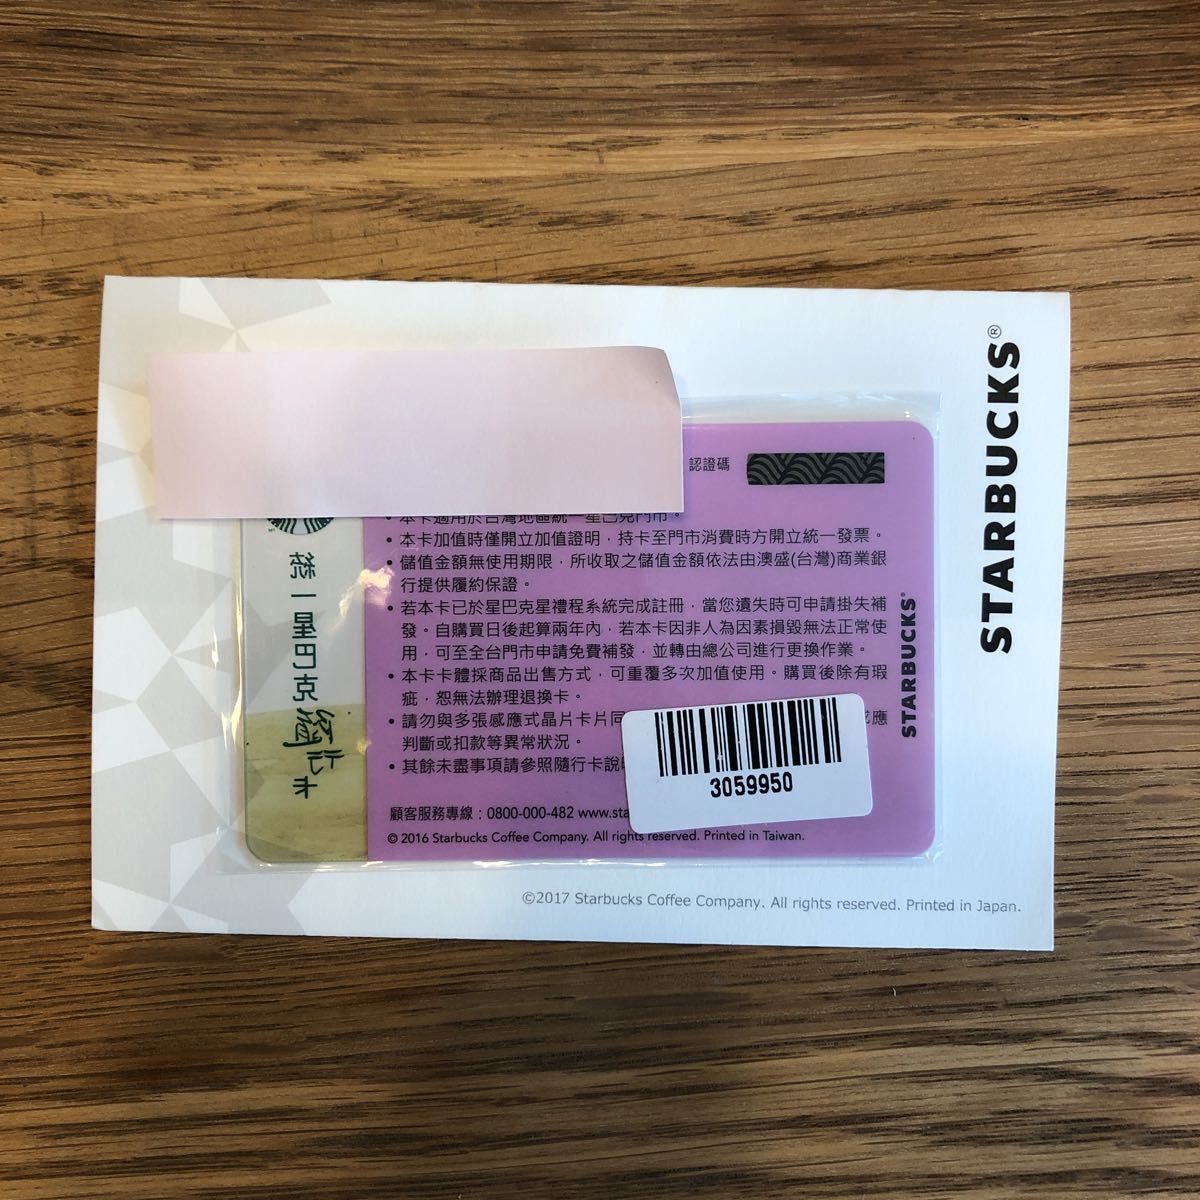 STARBUCKS®
認證碼
本卡適用於台灣地區統一星巴克門市。
• 本卡加值時僅開立加值證明，持卡至門市消費時方開立統一發票。
• 儲值金額無使用期限，所收取之儲值金額依法由澳盛(台灣)商業銀
行提供履約保證。
• 若本卡已於星巴克星禮程系統完成註冊，當您遺失時可申請掛失補
發。自購買日後起算兩年內，若本卡因非人為因素損毀無法正常使
用，可至全台門市申請免費補發，並轉由總公司進行更換作業。
• 本卡卡體採商品出售方式，可重覆多次加值使用。購買後除有瑕
疵，恕無法辦理退換卡。
• 請勿與多張感應式晶片卡片同 應
判斷或扣款等異常狀況。
• 其餘未盡事項請參照隨行卡說
顧客服務專線：0800-000-482 www.sta
© 2016 Starbucks Coffee Company. All rights reserved. Printed in Taiwan.
STARBUCKS®
3059950
統一星巴克隨行卡
©2017 Starbucks Coffee Company. All rights reserved. Printed in Japan.